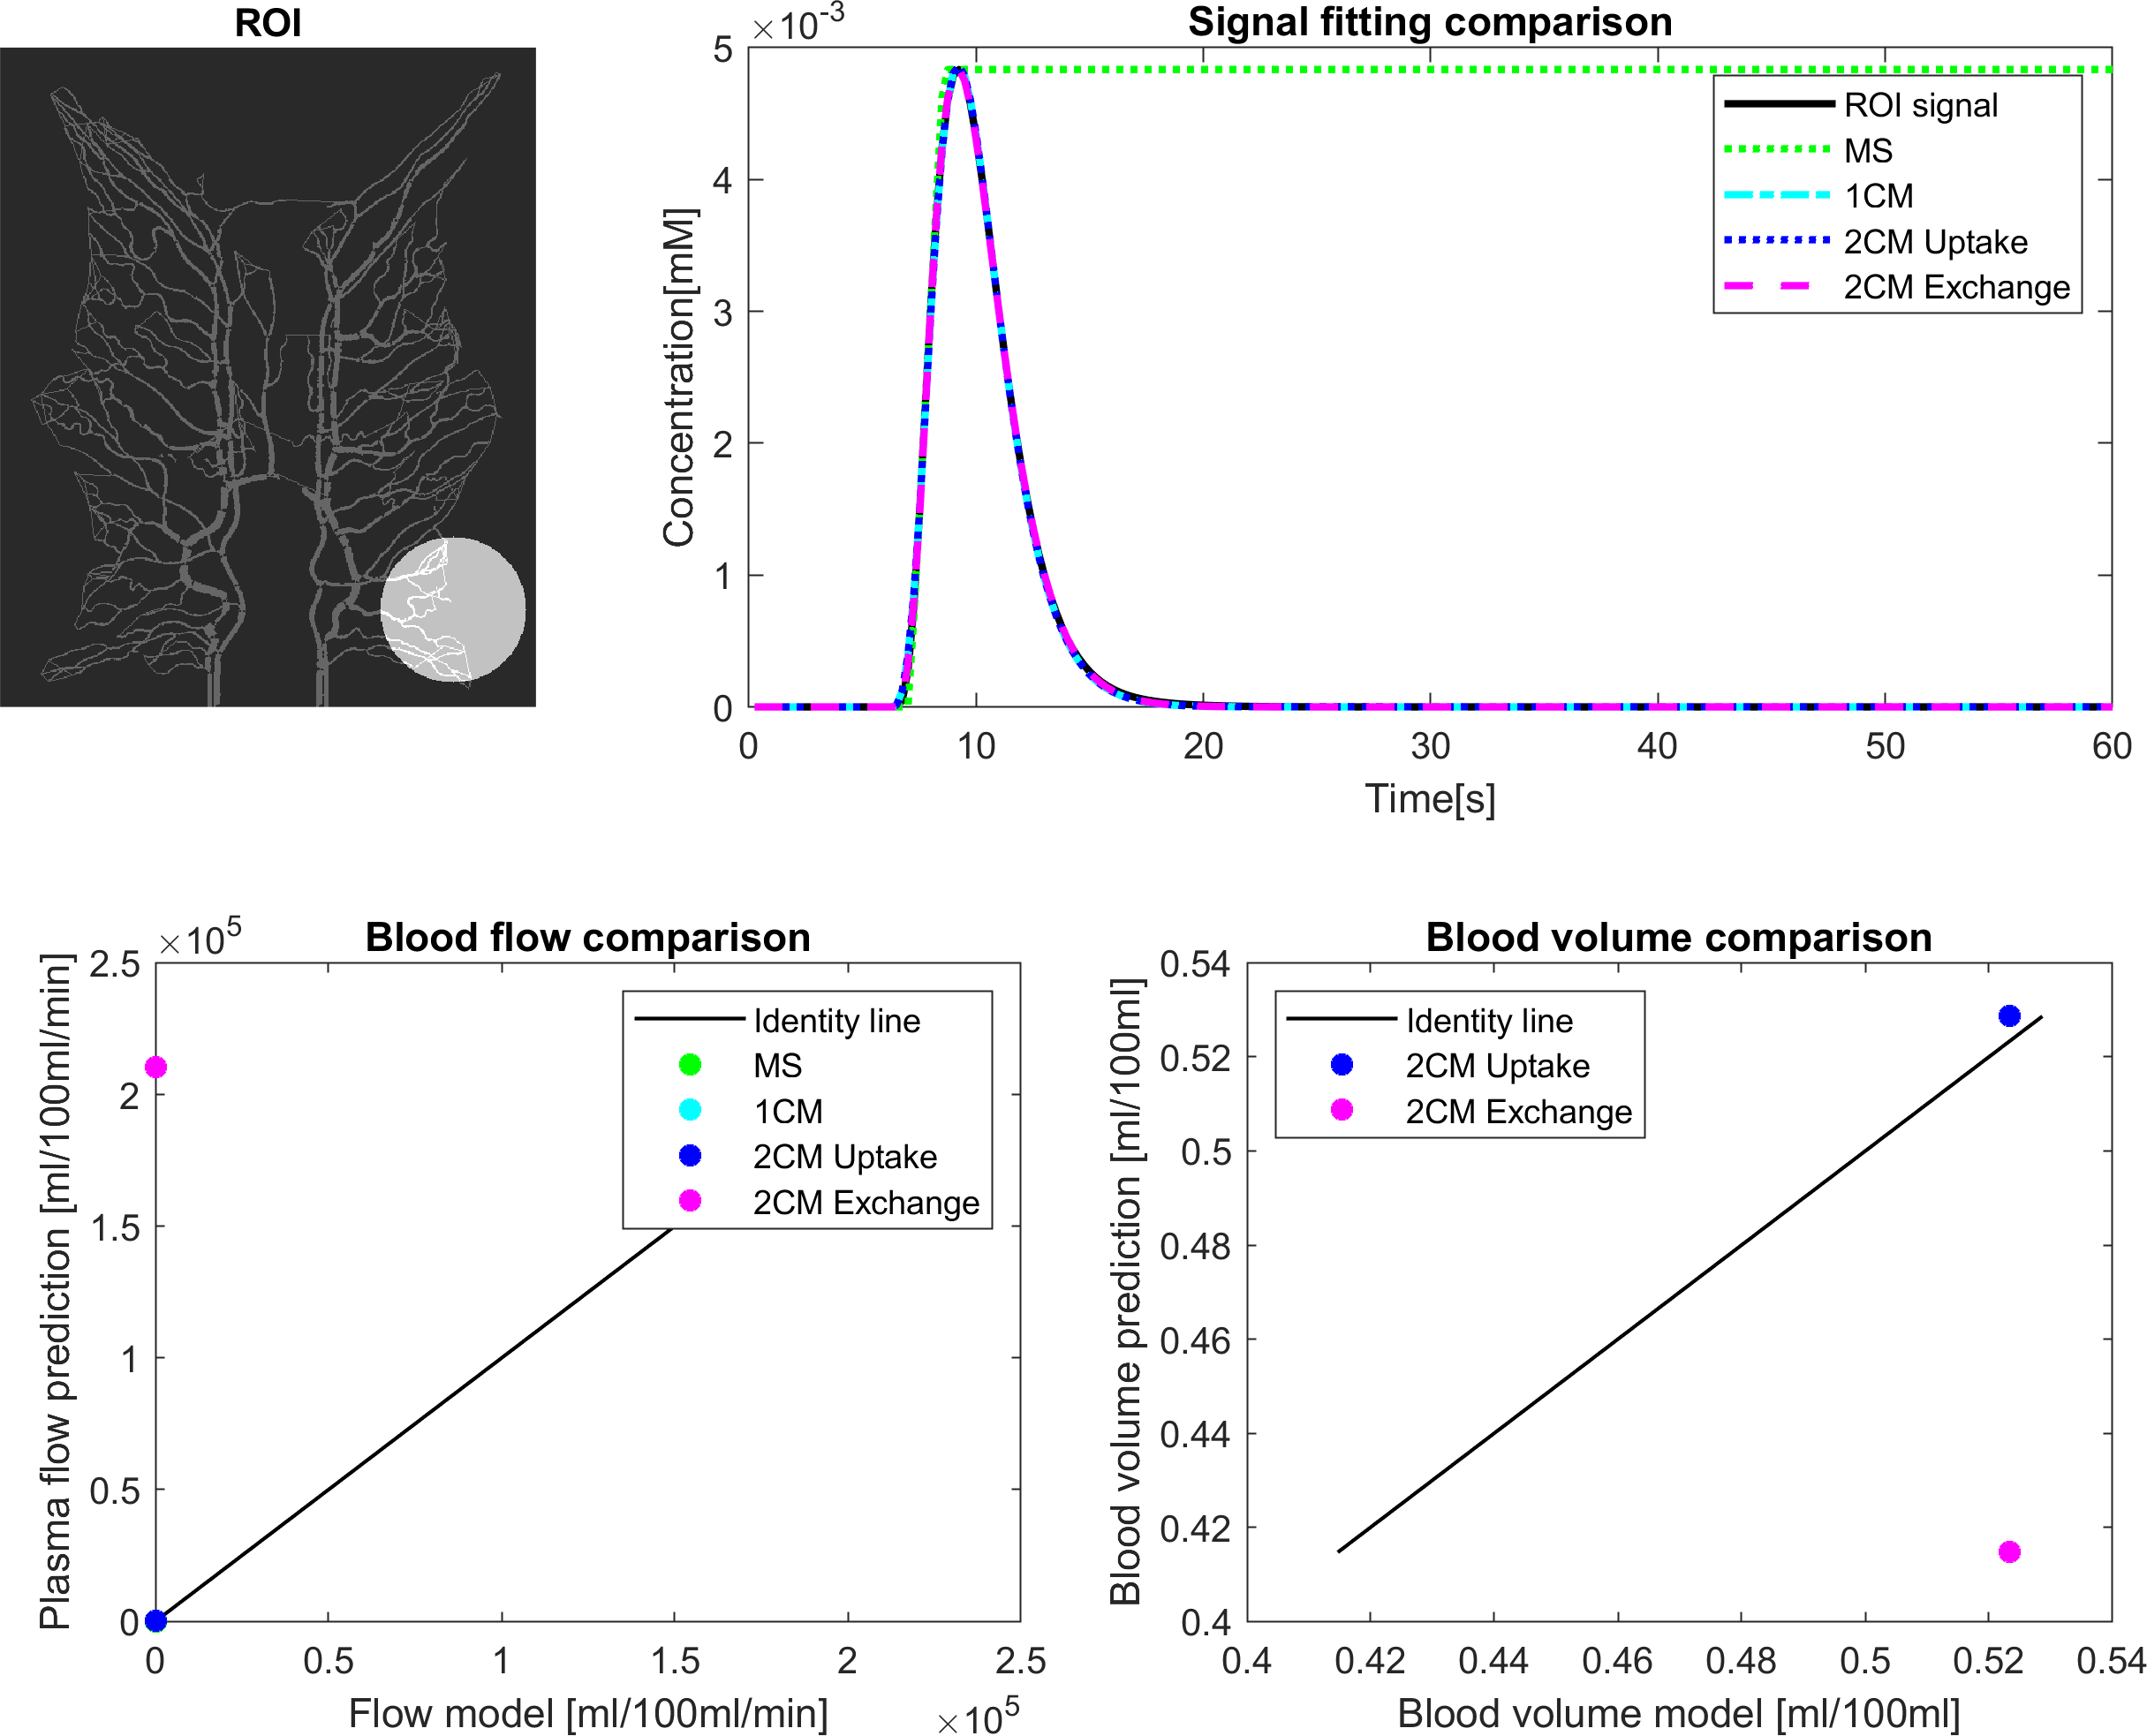 ROI
Signal fitting comparison
×10-3
5
4
3
2
1
0
Concentration[mM]
0 10 20 30 40 50 60
Time[s]
ROI signal
MS
1CM
2CM Uptake
2CM Exchange
Blood flow comparison
×105
2.5
2
1.5
1
0.5
0
Plasma flow prediction [ml/100ml/min]
0 0.5 1 1.5 2 2.5
Flow model [ml/100ml/min]
×105
Identity line
MS
1CM
2CM Uptake
2CM Exchange
Blood volume comparison
0.54
0.52
0.5
0.48
0.46
0.44
0.42
0.4
Blood volume prediction [ml/100ml]
0.4 0.42 0.44 0.46 0.48 0.5 0.52 0.54
Blood volume model [ml/100ml]
Identity line
2CM Uptake
2CM Exchange